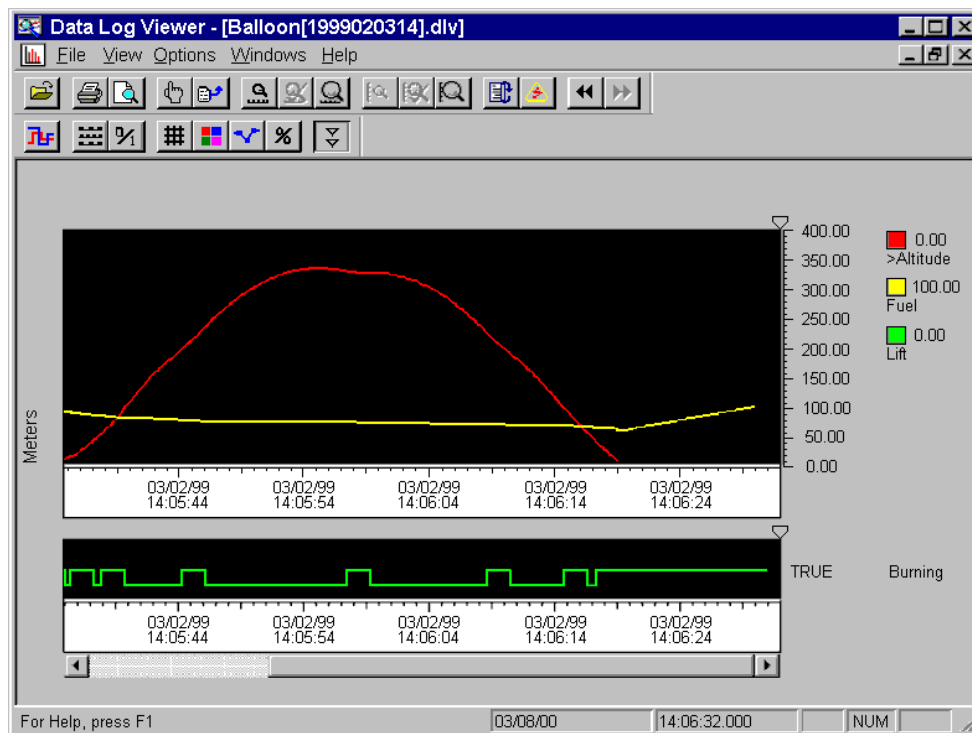 Data Log Viewer - [Balloon[1999020314].dlv]
File View Options Windows Help
0/1 %
Meters
400.00
350.00
300.00
250.00
200.00
150.00
100.00
50.00
0.00
0.00
>Altitude
100.00
Fuel
0.00
Lift
03/02/99 03/02/99 03/02/99 03/02/99 03/02/99
14:05:44 14:05:54 14:06:04 14:06:14 14:06:24
TRUE Burning
03/02/99 03/02/99 03/02/99 03/02/99 03/02/99
14:05:44 14:05:54 14:06:04 14:06:14 14:06:24
For Help, press F1 03/08/00 14:06:32.000 NUM